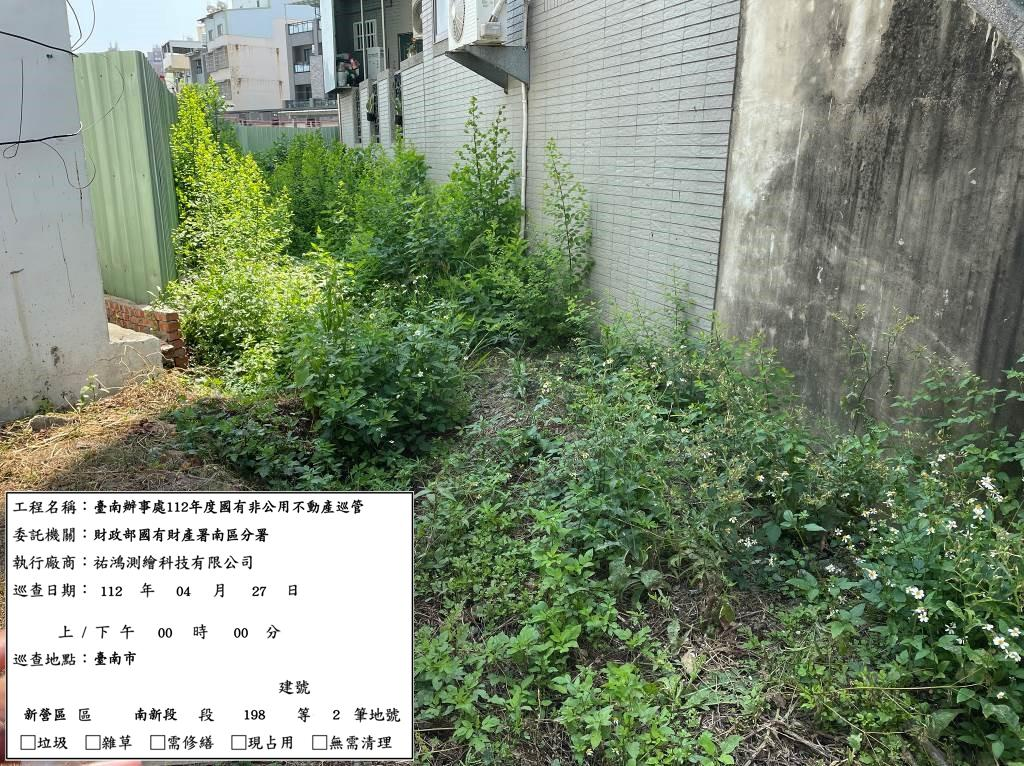 工程名稱：臺南辦事處112年度國有非公用不動產巡管
委託機關：財政部國有財產署南區分署
執行廠商：祐鴻測繪科技有限公司
巡查日期： 112 年 04 月 27 日
上 / 下 午 00 時 00 分
巡查地點：臺南市
建號
新營區 區 南新段 段 198 等 2 筆地號
□垃圾 □雜草 □需修繕 □現占用 □無需清理